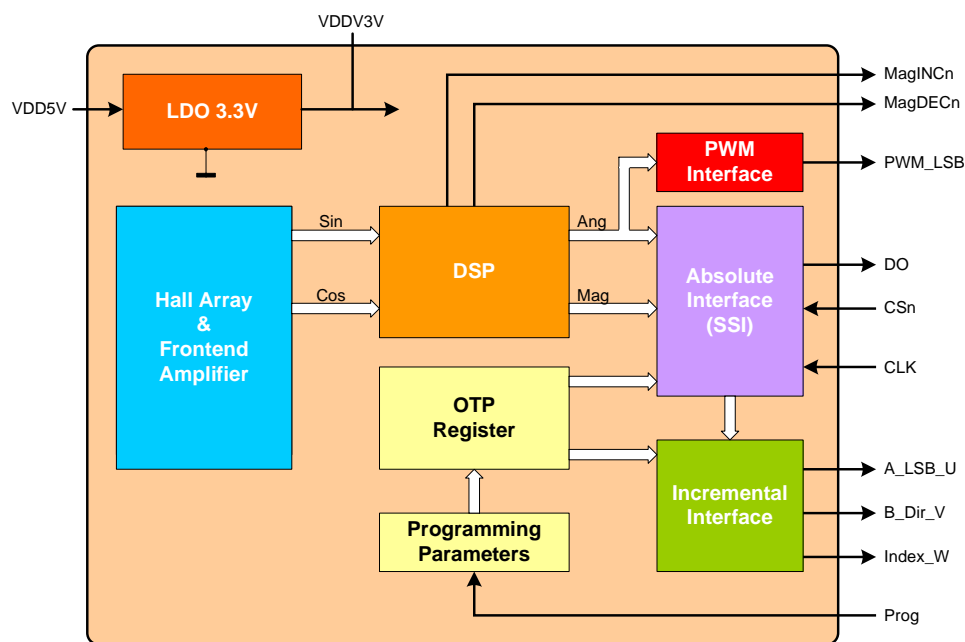 VDDV3V
VDD5V
LDO 3.3V
MagINCn
MagDECn
PWM
Interface
PWM_LSB
Hall Array
&
Frontend
Amplifier
Sin
Cos
DSP
Ang
Mag
Absolute
Interface
(SSI)
DO
CSn
CLK
OTP
Register
Programming
Parameters
Incremental
Interface
A_LSB_U
B_Dir_V
Index_W
Prog